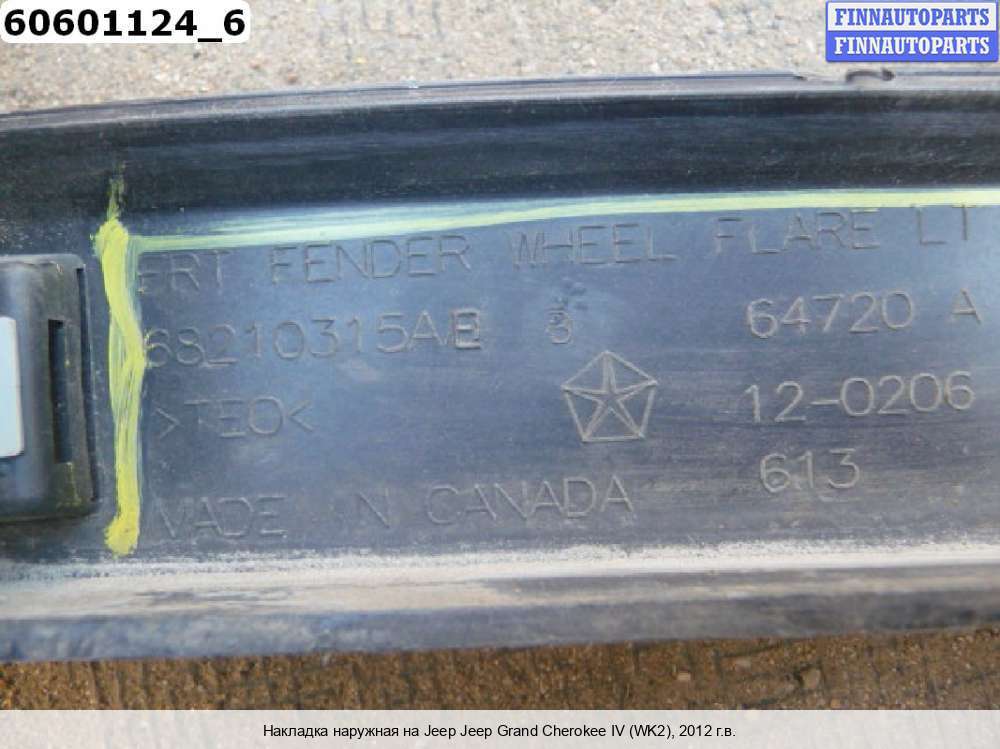 60601124_6
FINNAUTOPARTS
FINNAUTOPARTS
FRT FENDER WHEEL FLARE LT
68210315AB 3 64720 A
>TEO< 12-0206
613
MADE IN CANADA
Накладка наружная на Jeep Jeep Grand Cherokee IV (WK2), 2012 г.в.